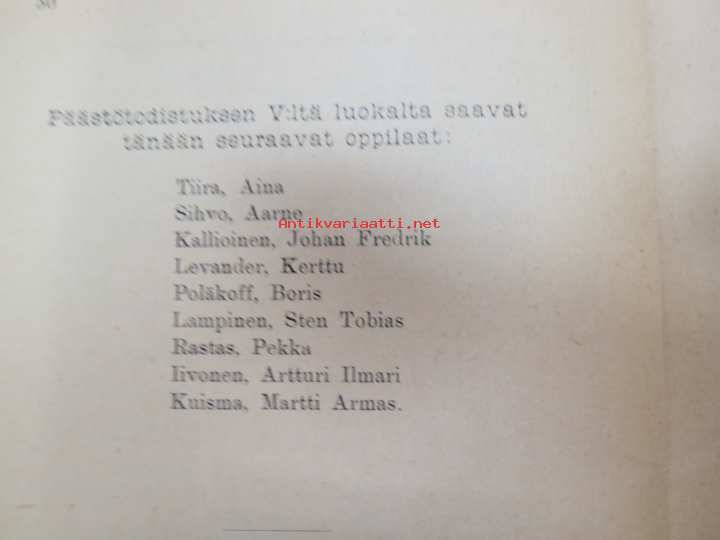 Päästötodistuksen V:ltä luokalta saavat
tänään seuraavat oppilaat:
Tiira, Aina
Sihvo, Aarne
Antikvariaatti.net
Kallioinen, Johan Fredrik
Levander, Kerttu
Poläkoff, Boris
Lampinen, Sten Tobias
Rastas, Pekka
Iivonen, Artturi Ilmari
Kuisma, Martti Armas.